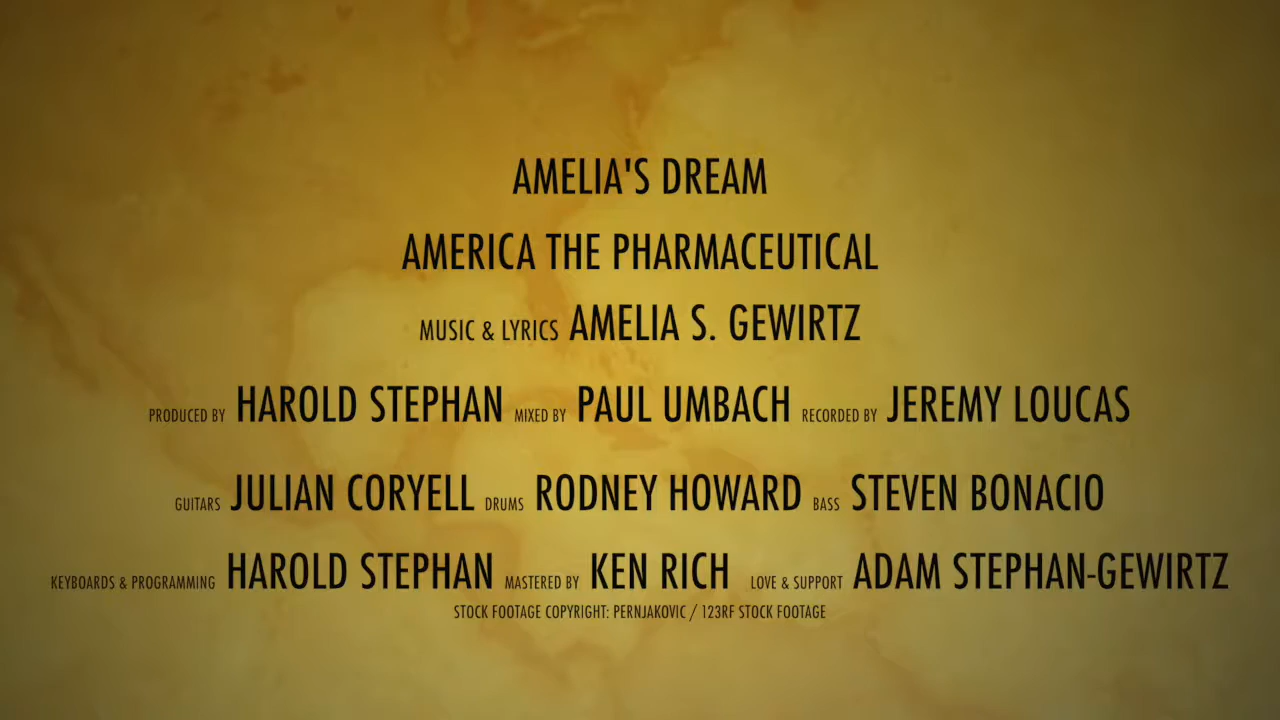 AMELIA'S DREAM
AMERICA THE PHARMACEUTICAL
MUSIC & LYRICS AMELIA S. GEWIRTZ
PRODUCED BY HAROLD STEPHAN MIXED BY PAUL UMBACH RECORDED BY JEREMY LOUCAS
GUITARS JULIAN CORYELL DRUMS RODNEY HOWARD BASS STEVEN BONACIO
KEYBOARDS & PROGRAMMING HAROLD STEPHAN MASTERED BY KEN RICH LOVE & SUPPORT ADAM STEPHAN-GEWIRTZ
STOCK FOOTAGE COPYRIGHT: PERNJAKOVIC / 123RF STOCK FOOTAGE